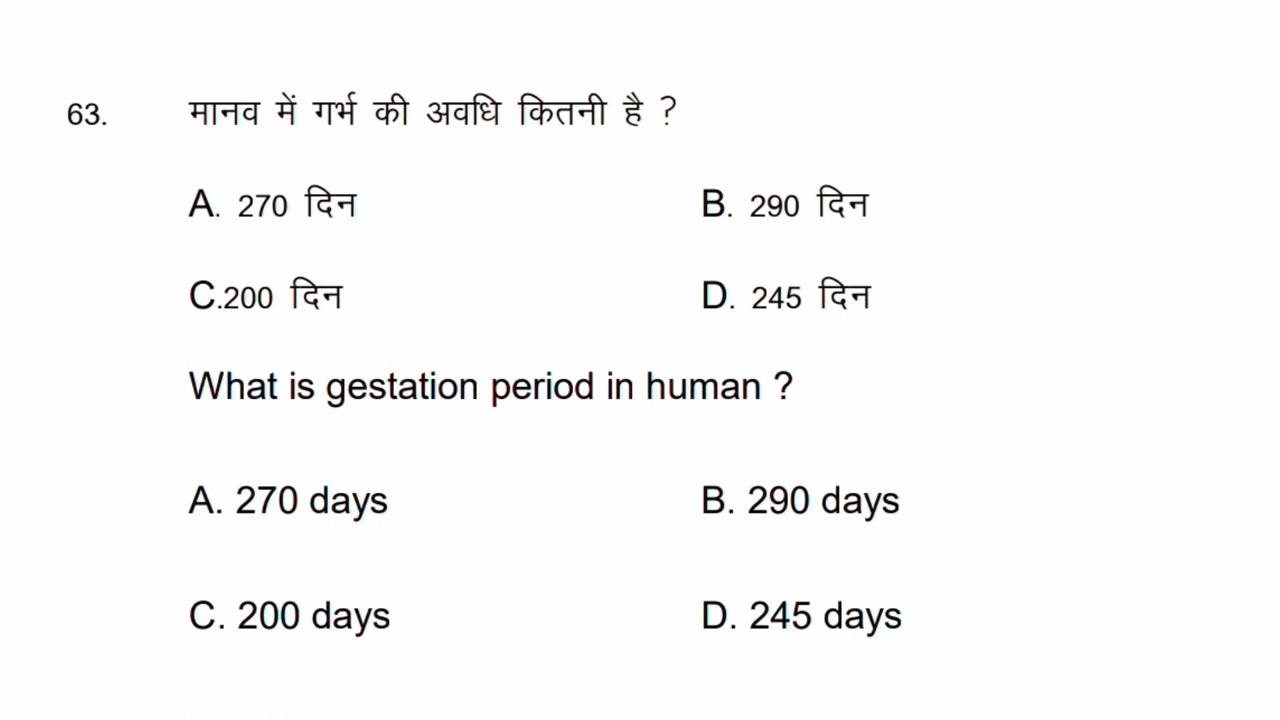 63. मानव में गर्भ की अवधि कितनी है ?
A. 270 दिन B. 290 दिन
C.200 दिन D. 245 दिन
What is gestation period in human ?
A. 270 days B. 290 days
C. 200 days D. 245 days